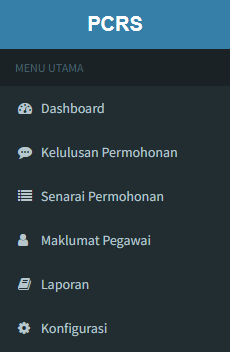 PCRS
MENU UTAMA
Dashboard
Kelulusan Permohonan
Senarai Permohonan
Maklumat Pegawai
Laporan
Konfigurasi